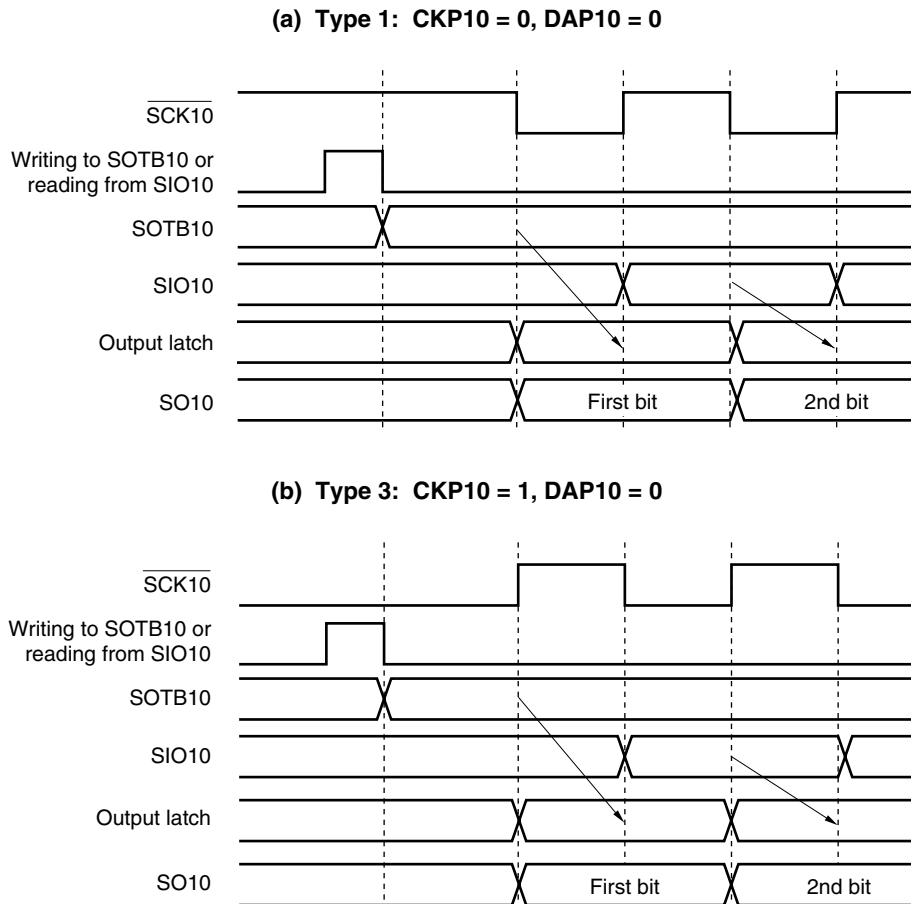 (a) Type 1: CKP10 = 0, DAP10 = 0
SCK10
Writing to SOTB10 or
reading from SIO10
SOTB10
SIO10
Output latch
SO10
First bit
2nd bit
(b) Type 3: CKP10 = 1, DAP10 = 0
SCK10
Writing to SOTB10 or
reading from SIO10
SOTB10
SIO10
Output latch
SO10
First bit
2nd bit